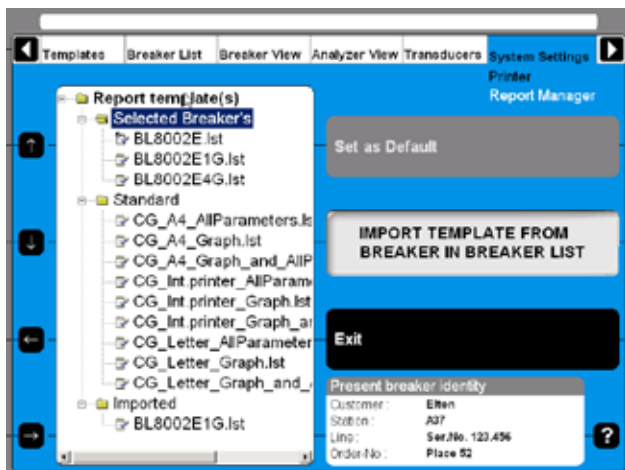 Templates Breaker List Breaker View Analyzer View Transducers System Settings
Printer
Report Manager
Report template(s)
Selected Breaker's
BL8002E.lst
BL8002E1G.lst
BL8002E4G.lst
Standard
CG_A4_AllParameters.ls
CG_A4_Graph.lst
CG_A4_Graph_and_AllP
CG_Int.printer_AllParam
CG_Int.printer_Graph.lst
CG_Int.printer_Graph_ar
CG_Letter_AllParameter
CG_Letter_Graph.lst
CG_Letter_Graph_and_
Imported
BL8002E1G.lst
Set as Default
IMPORT TEMPLATE FROM
BREAKER IN BREAKER LIST
Exit
Present breaker identity
Customer : Elten
Station : A37
Line : Ser.No. 123.456
Order-No : Place 52
?